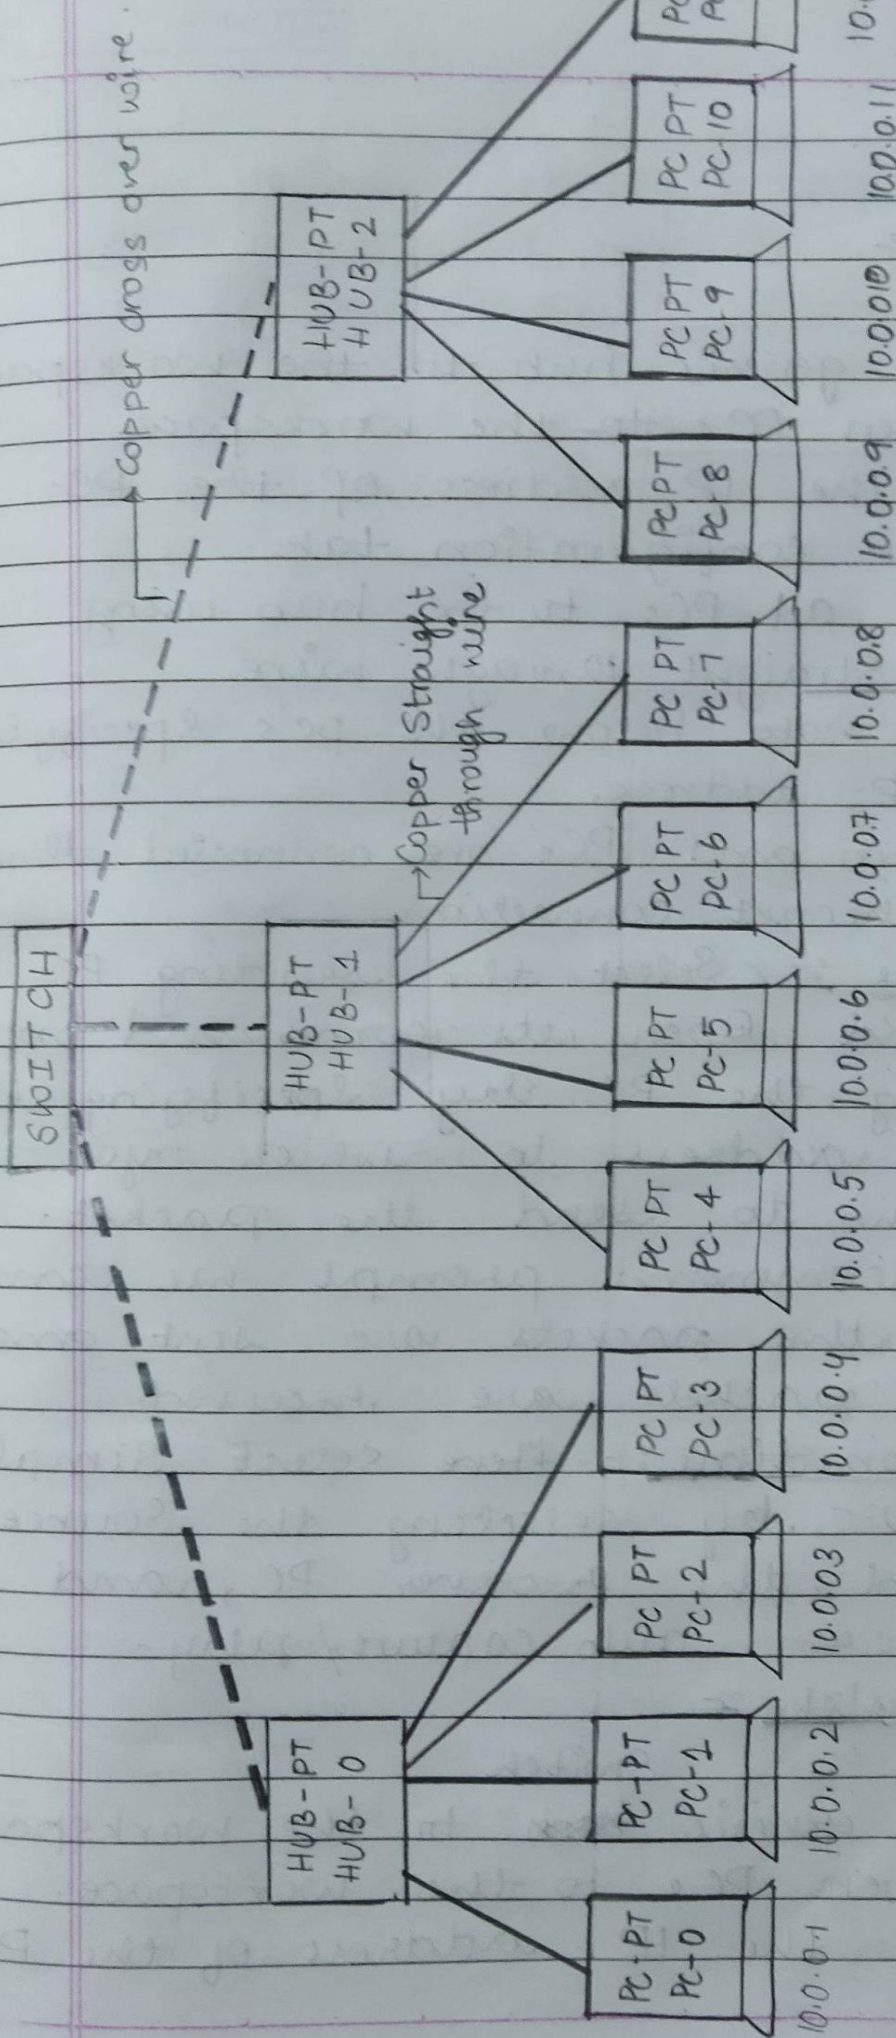 SWITCH
Copper cross over wire.
HUB-PT
HUB-0
HUB-PT
HUB-1
HUB-PT
HUB-2
Copper Straight
through wire
PC-PT
PC-0
PC-PT
PC-1
PC PT
PC-2
PC PT
PC-3
PC PT
PC-4
PC PT
PC-5
PC PT
PC-6
PC PT
PC-7
PC PT
PC-8
PC PT
PC-9
PC PT
PC-10
PC
PC
10.0.0.1
10.0.0.2
10.0.03
10.0.0.4
10.0.0.5
10.0.0.6
10.0.0.7
10.0.0.8
10.0.0.9
10.0.010
10.0.0.11
10.0